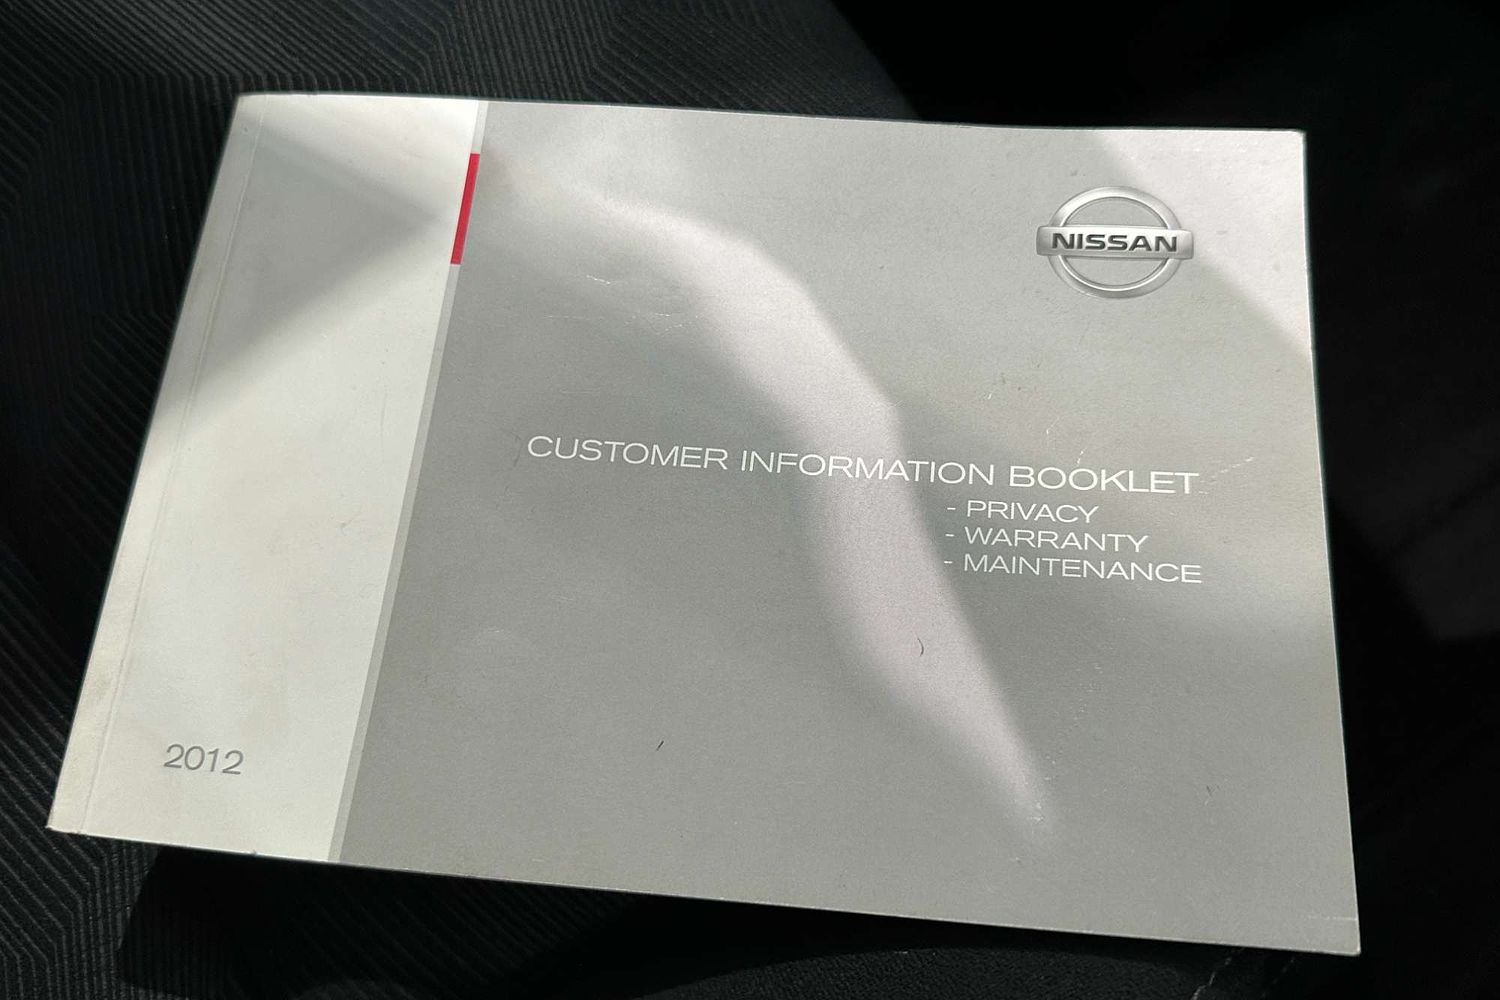 NISSAN
CUSTOMER INFORMATION BOOKLET
- PRIVACY
- WARRANTY
- MAINTENANCE
2012